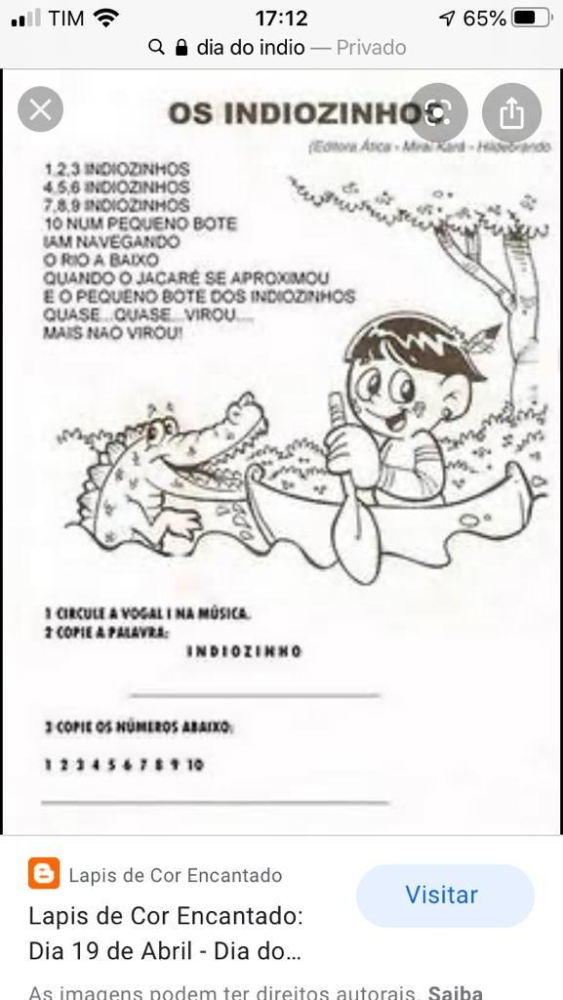 TIM 17:12 65%
dia do indio — Privado
OS INDIOZINHOS
(Editora Ática - Mirai Kará - Hildebrando
1,2,3 INDIOZINHOS
4,5,6 INDIOZINHOS
7,8,9 INDIOZINHOS
10 NUM PEQUENO BOTE
IAM NAVEGANDO
O RIO A BAIXO
QUANDO O JACARÉ SE APROXIMOU
E O PEQUENO BOTE DOS INDIOZINHOS
QUASE...QUASE...VIROU....
MAIS NAO VIROU!
1 CIRCULE A VOGAL I NA MÚSICA.
2 COPIE A PALAVRA:
INDIOZINHO
3 COPIE OS NÚMEROS ABAIXO:
1 2 3 4 5 6 7 8 9 10
Lapis de Cor Encantado
Visitar
Lapis de Cor Encantado:
Dia 19 de Abril - Dia do...
As imagens podem ter direitos autorais. Saiba